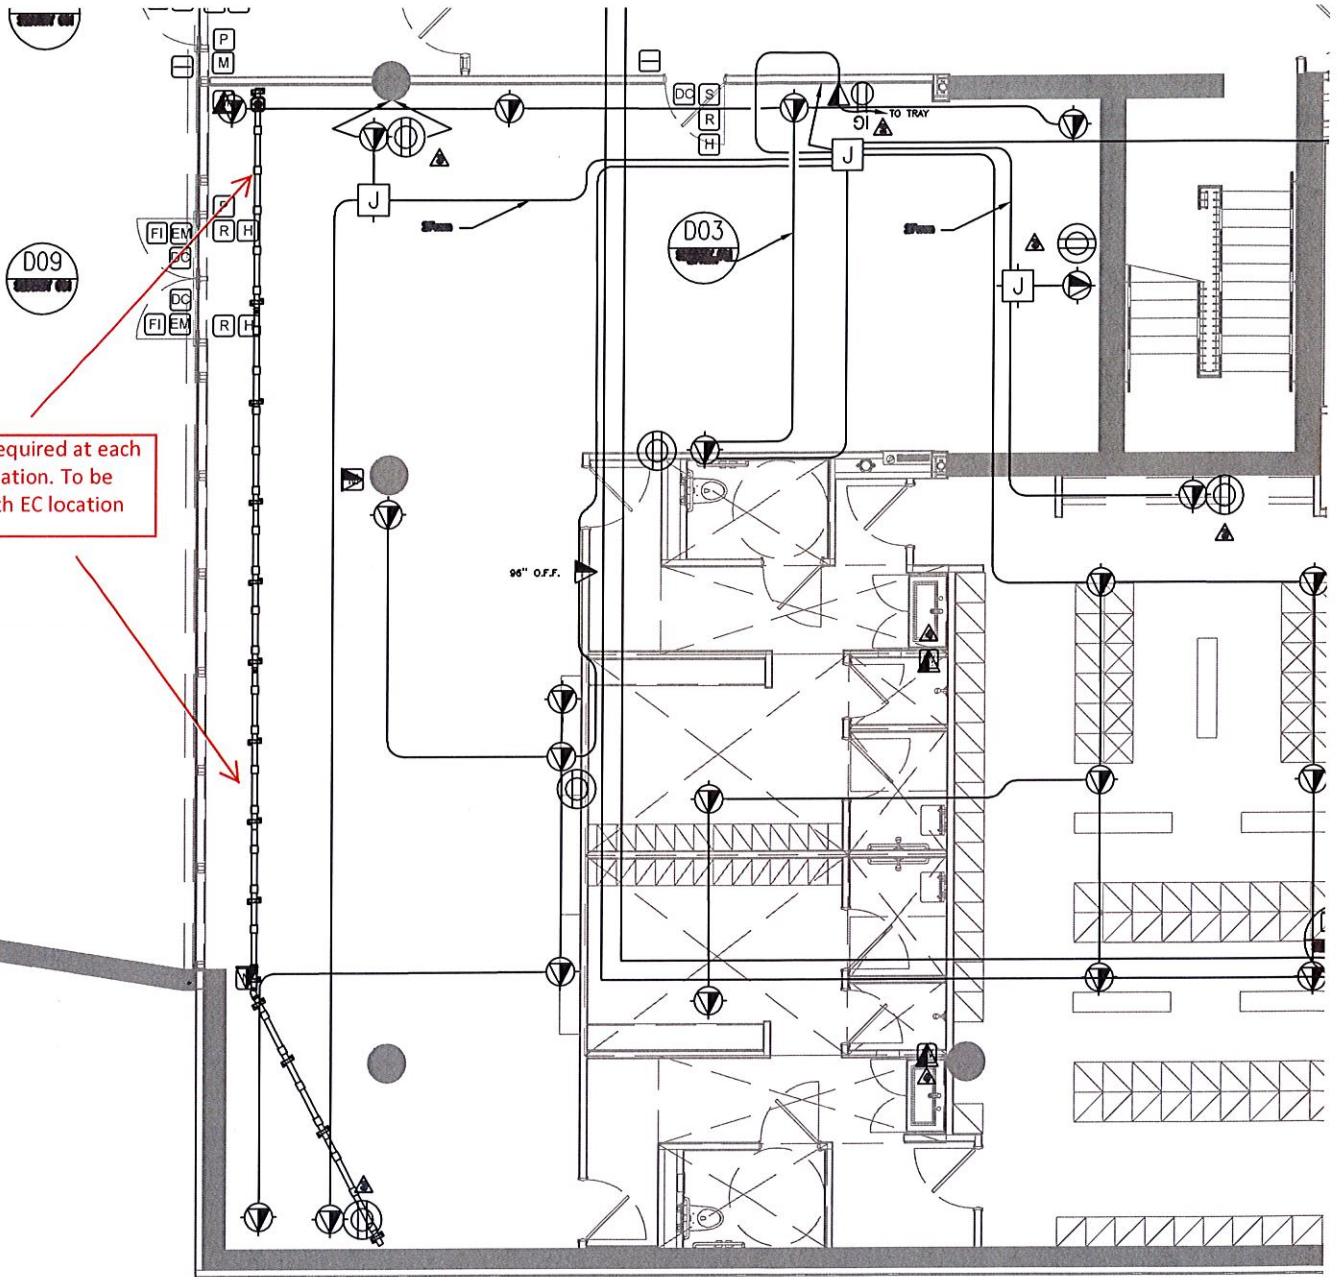 P
M
DC
S
R
H
IG
TO TRAY
J
J
P
R
H
FI
EM
DC
D03
D09
J
DC
FI
EM
R
H
equired at each
ation. To be
h EC location
96" O.F.F.